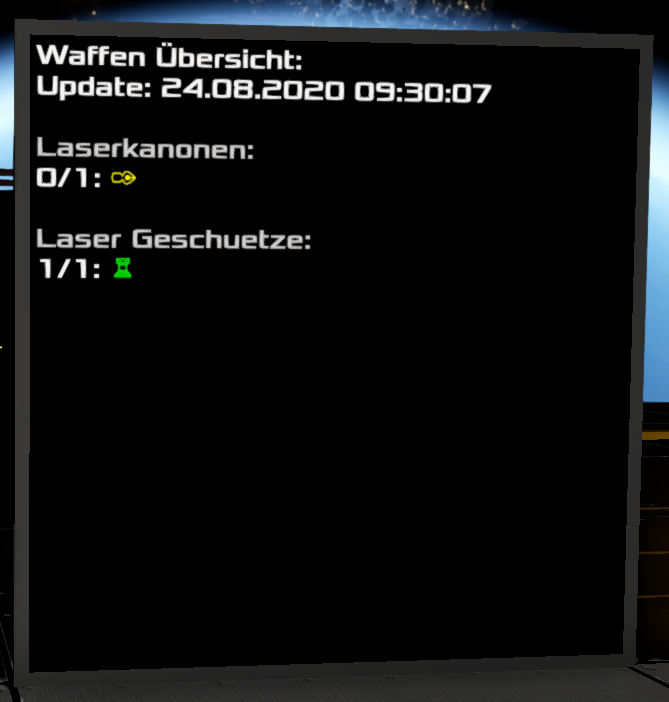 Waffen Übersicht:
Update: 24.08.2020 09:30:07
Laserkanonen:
0/1:
Laser Geschuetze:
1/1: